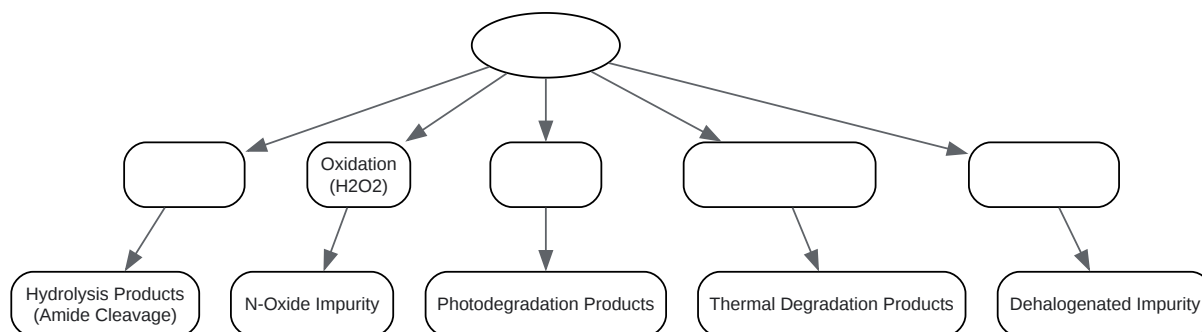 Oxidation
(H2O2)
Hydrolysis Products
(Amide Cleavage)
N-Oxide Impurity
Photodegradation Products
Thermal Degradation Products
Dehalogenated Impurity